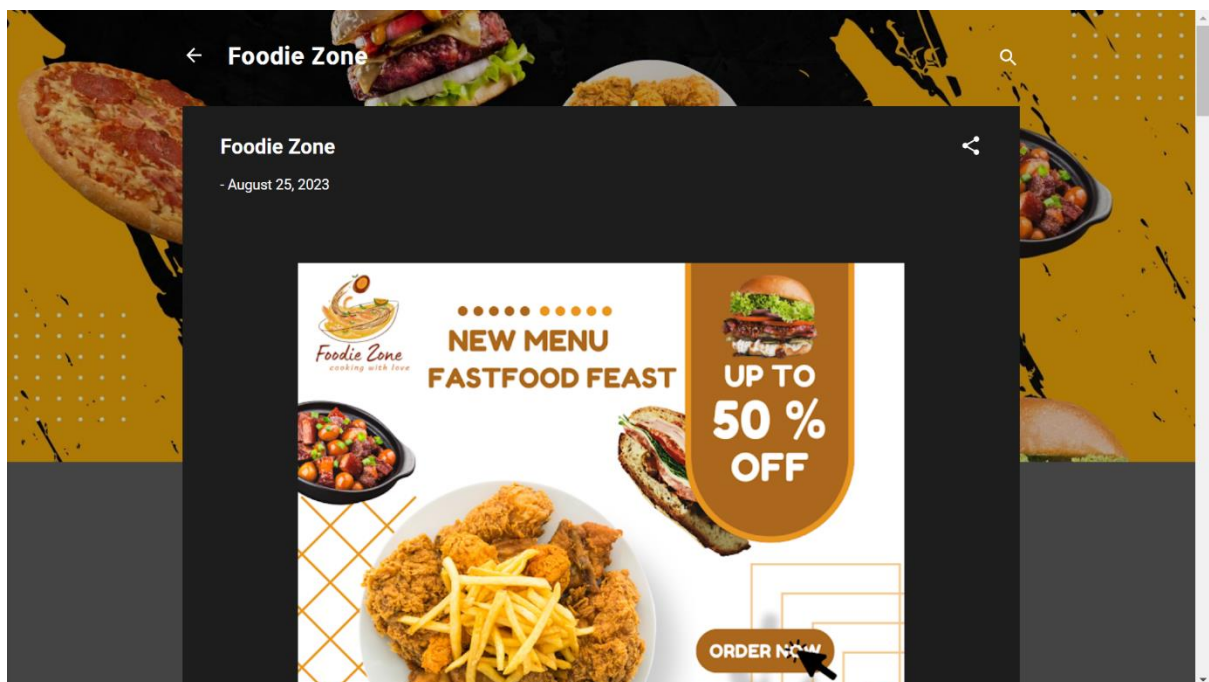 Foodie Zone
Foodie Zone
- August 25, 2023
Foodie Zone
cooking with love
NEW MENU
FASTFOOD FEAST
UP TO
50 %
OFF
ORDER NOW